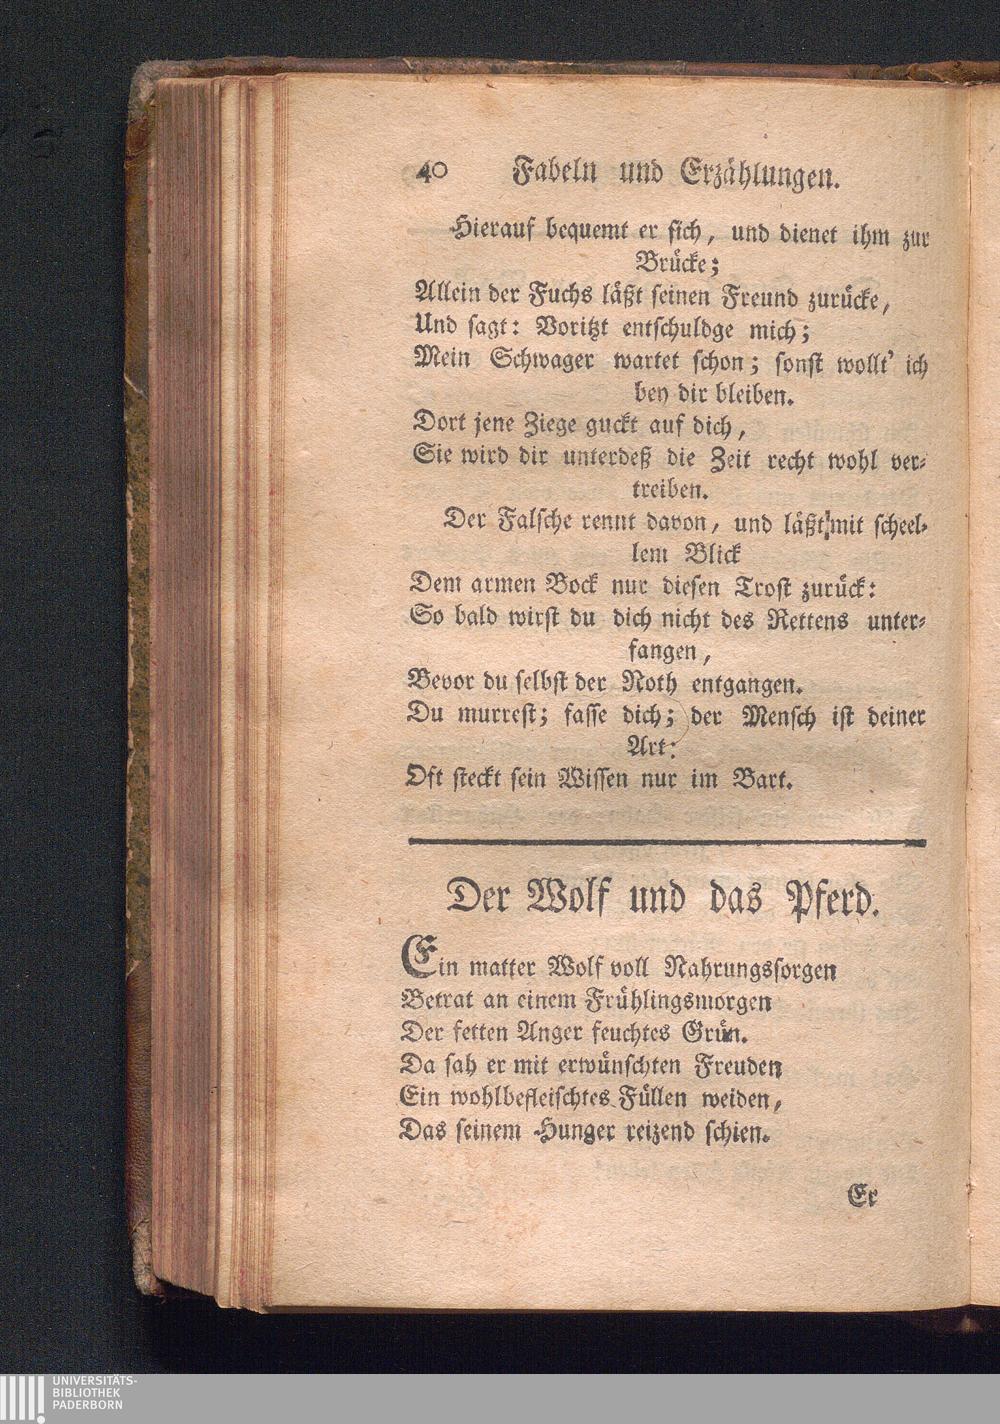 40 Fabeln und Erzählungen.
Hierauf bequemt er sich, und dienet ihm zur
Brücke;
Allein der Fuchs läßt seinen Freund zurücke,
Und sagt: Voritzt entschuldge mich;
Mein Schwager wartet schon; sonst wollt' ich
bey dir bleiben.
Dort jene Ziege guckt auf dich,
Sie wird dir unterdeß die Zeit recht wohl ver-
treiben.
Der Falsche rennt davon, und läßt mit scheel-
lem Blick
Dem armen Bock nur diesen Trost zurück:
So bald wirst du dich nicht des Rettens unter-
fangen,
Bevor du selbst der Noth entgangen.
Du murrest; fasse dich; der Mensch ist deiner
Art:
Oft steckt sein Wissen nur im Bart.
Der Wolf und das Pferd.
Ein matter Wolf voll Nahrungssorgen
Betrat an einem Frühlingsmorgen
Der fetten Anger feuchtes Grün.
Da sah er mit erwünschten Freuden
Ein wohlbefleischtes Füllen weiden,
Das seinem Hunger reizend schien.
Er
UNIVERSITÄTS-
BIBLIOTHEK
PADERBORN